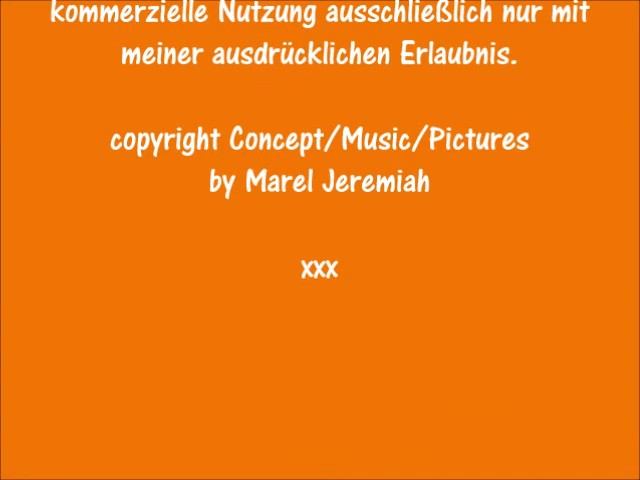 kommerzielle Nutzung ausschließlich nur mit
meiner ausdrücklichen Erlaubnis.
copyright Concept/Music/Pictures
by Marel Jeremiah
xxx